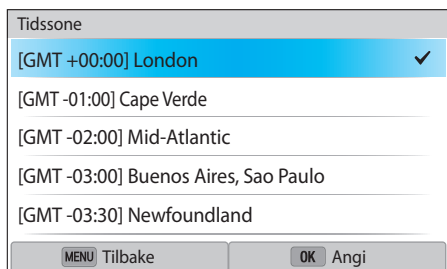 Tidssone
[GMT +00:00] London
[GMT -01:00] Cape Verde
[GMT -02:00] Mid-Atlantic
[GMT -03:00] Buenos Aires, Sao Paulo
[GMT -03:30] Newfoundland
MENU Tilbake OK Angi